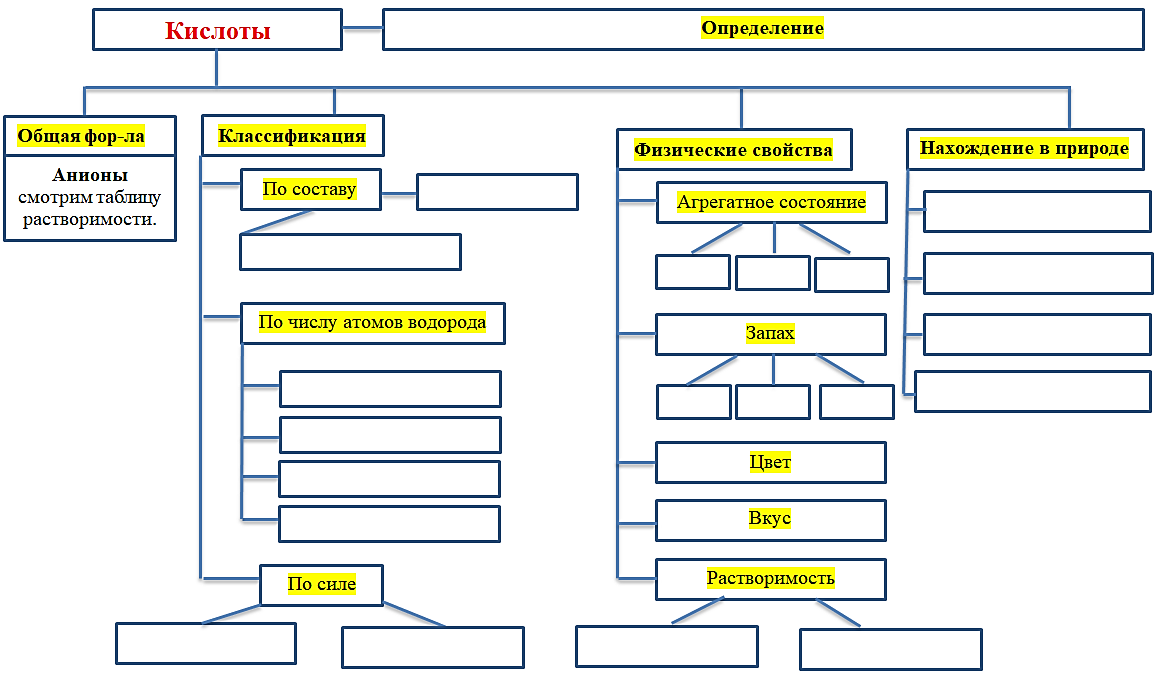 Кислоты
Определение
Общая фор-ла
Анионы
смотрим таблицу
растворимости.
Классификация
По составу
По числу атомов водорода
По силе
Физические свойства
Агрегатное состояние
Запах
Цвет
Вкус
Растворимость
Нахождение в природе